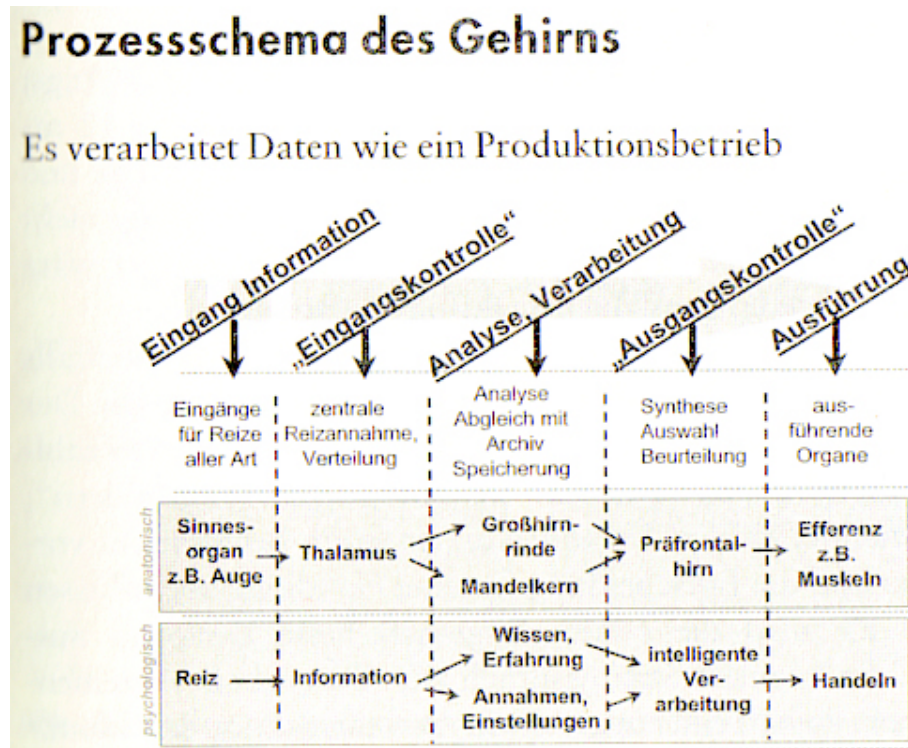 Prozessschema des Gehirns
Es verarbeitet Daten wie ein Produktionsbetrieb
Eingang Information
„Eingangskontrolle“
Analyse, Verarbeitung
„Ausgangskontrolle“
Ausführung
Eingänge
für Reize
aller Art
zentrale
Reizannahme,
Verteilung
Analyse
Abgleich mit
Archiv
Speicherung
Synthese
Auswahl
Beurteilung
aus-
führende
Organe
anatomisch
Sinnes-
organ
z.B. Auge
Thalamus
Großhirn-
rinde
Mandelkern
Präfrontal-
hirn
Efferenz
z.B.
Muskeln
psychologisch
Reiz
Information
Wissen,
Erfahrung
Annahmen,
Einstellungen
intelligente
Ver-
arbeitung
Handeln